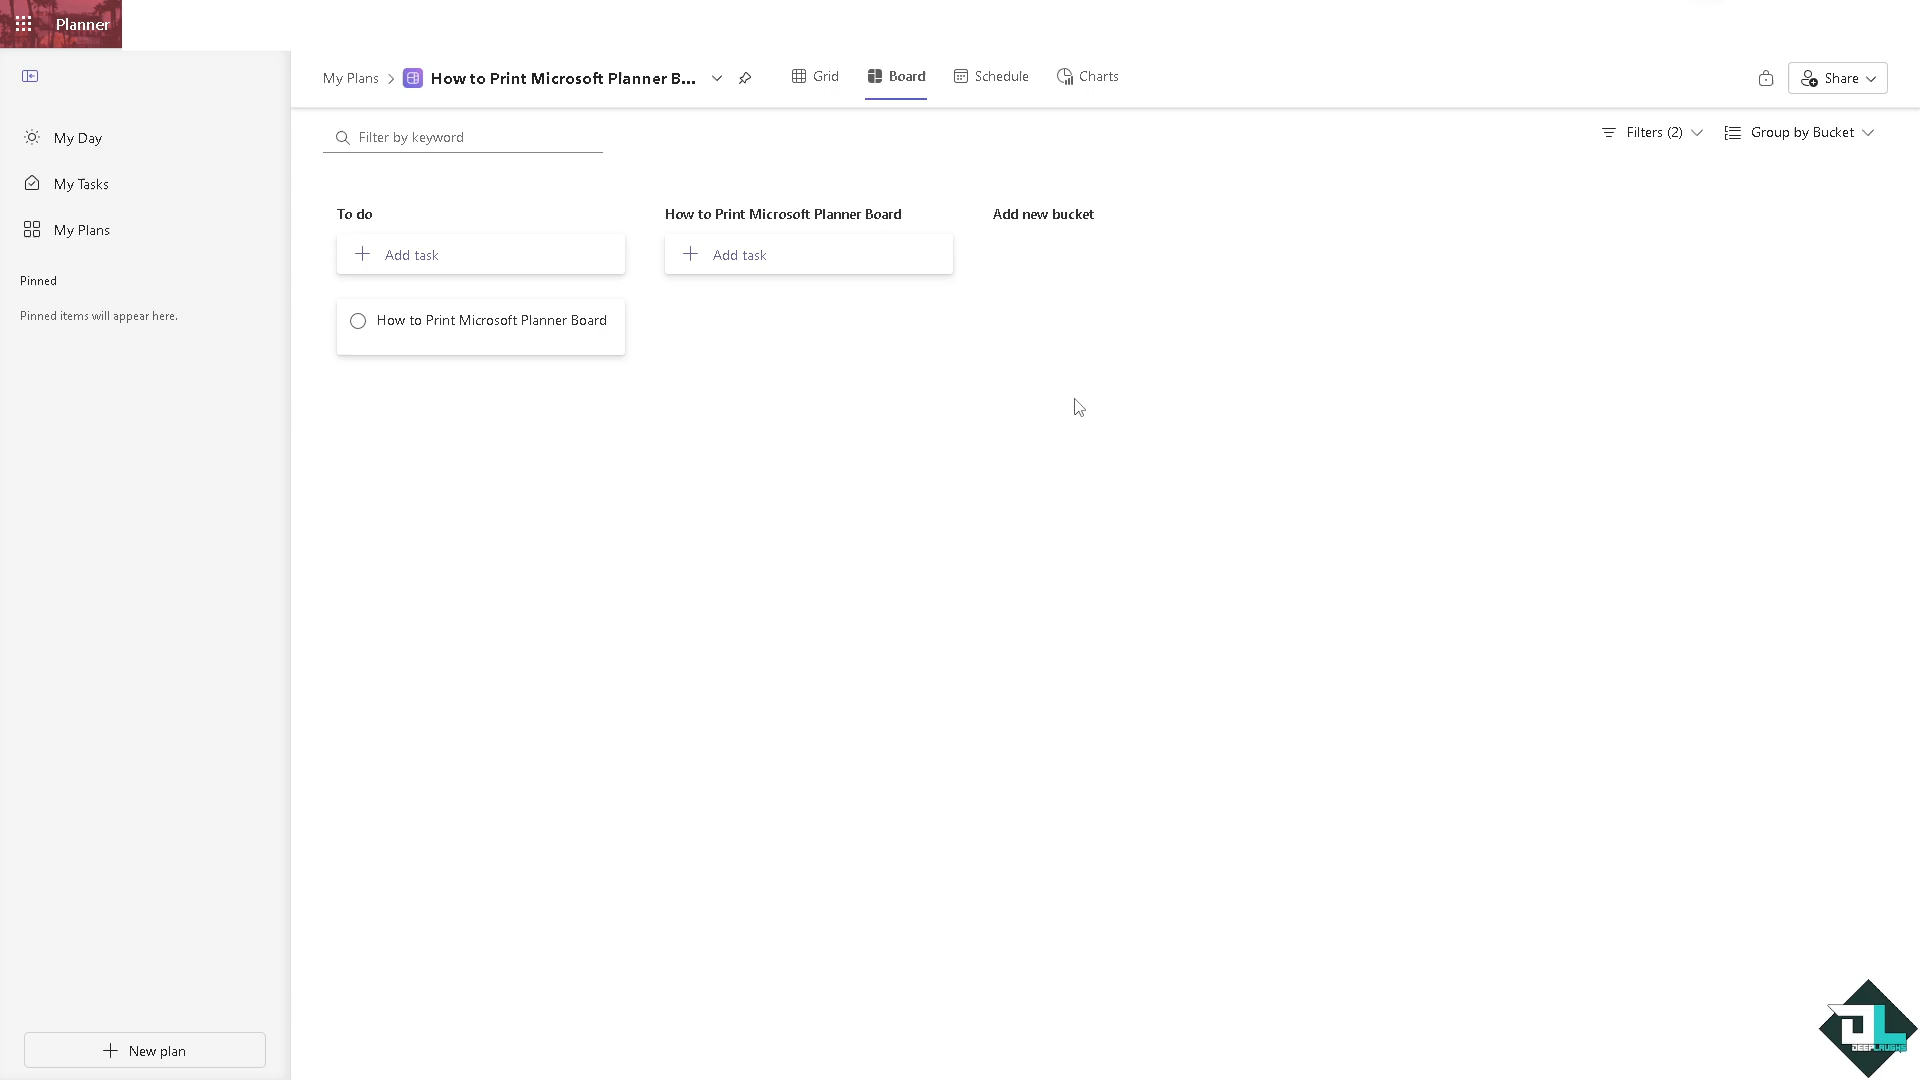 Planner
My Plans
How to Print Microsoft Planner B...
Grid
Board
Schedule
Charts
Share
My Day
My Tasks
My Plans
Pinned
Pinned items will appear here.
Filter by keyword
Filters (2)
Group by Bucket
To do
How to Print Microsoft Planner Board
Add new bucket
Add task
Add task
How to Print Microsoft Planner Board
New plan
DEEPLAUGHS